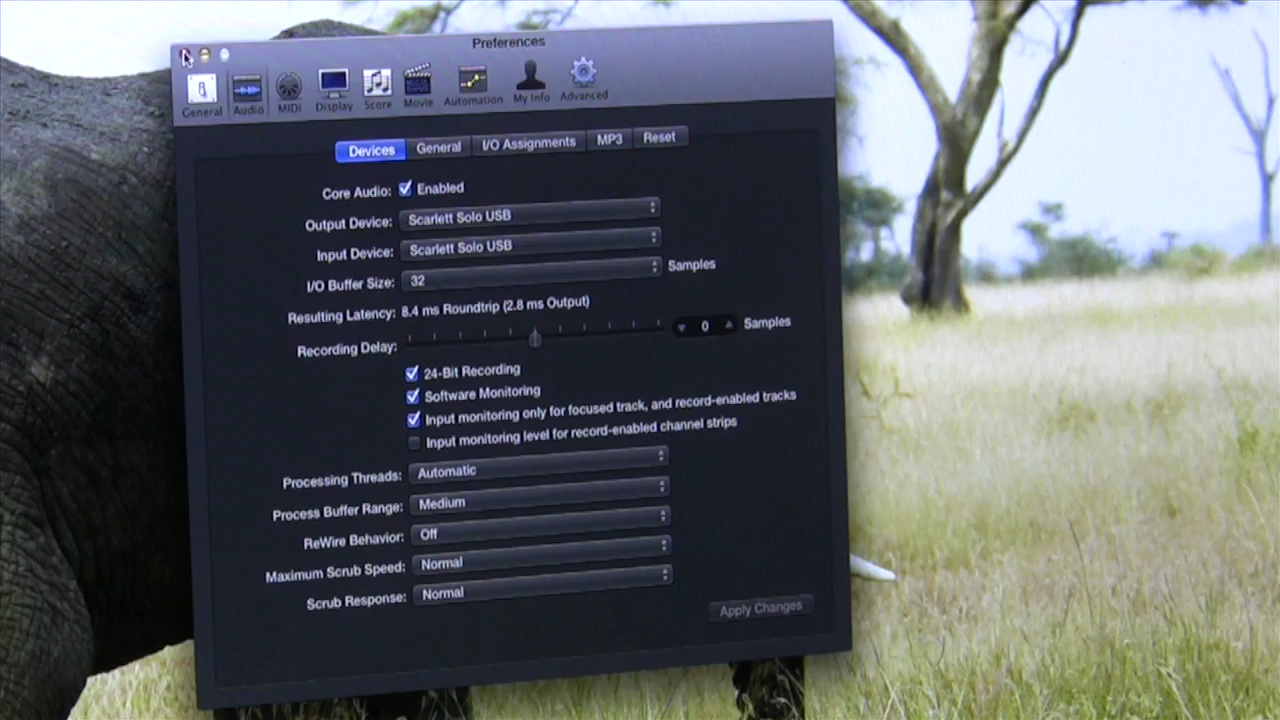 Preferences
General Audio MIDI Display Score Movie Automation My Info Advanced
Devices General I/O Assignments MP3 Reset
Core Audio: Enabled
Output Device: Scarlett Solo USB
Input Device: Scarlett Solo USB
I/O Buffer Size: 32 Samples
Resulting Latency: 8.4 ms Roundtrip (2.8 ms Output)
Recording Delay: 0 Samples
24-Bit Recording
Software Monitoring
Input monitoring only for focused track, and record-enabled tracks
Input monitoring level for record-enabled channel strips
Processing Threads: Automatic
Process Buffer Range: Medium
ReWire Behavior: Off
Maximum Scrub Speed: Normal
Scrub Response: Normal
Apply Changes